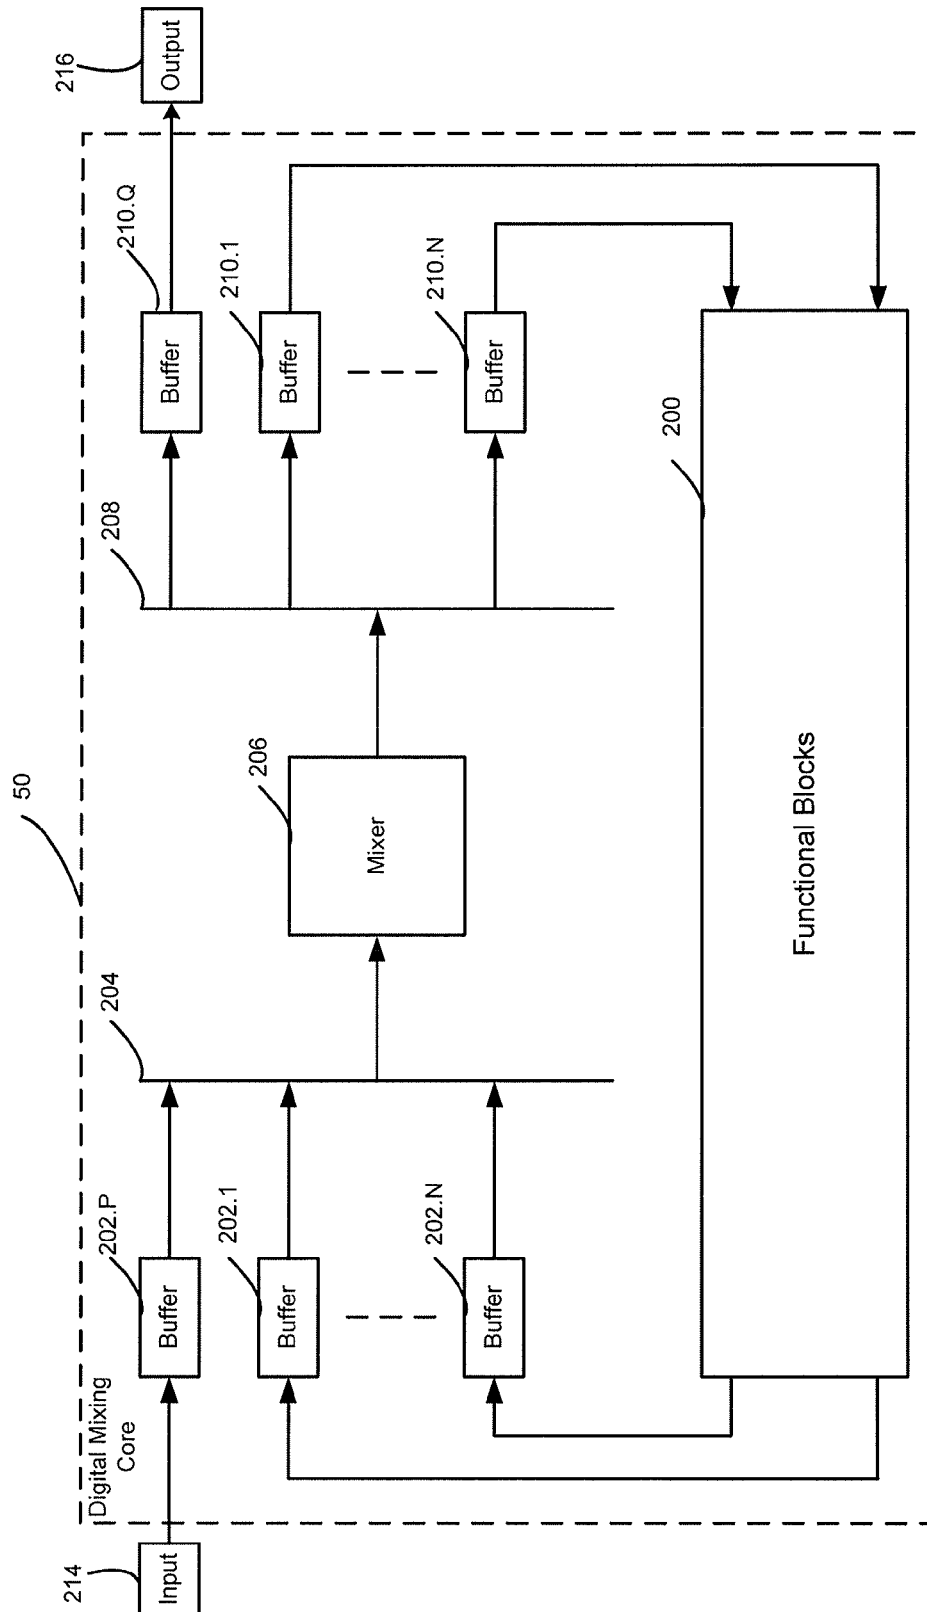 50
Digital Mixing
Core
214
Input
202.P
Buffer
204
208
210.Q
Buffer
216
Output
202.1
Buffer
206
Mixer
210.1
Buffer
202.N
Buffer
210.N
Buffer
200
Functional Blocks